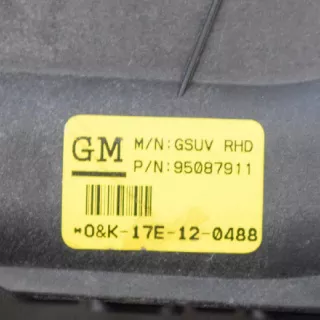 GM
M/N:GSUV RHD
P/N:95087911
*O&K-17E-12-0488